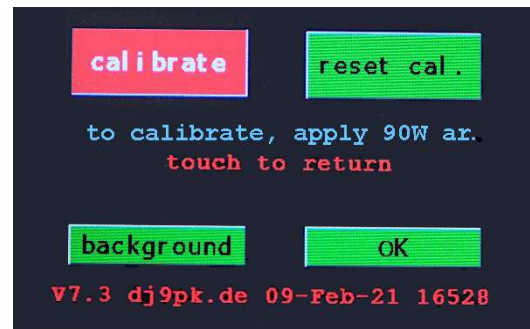 calibrate
reset cal.
to calibrate, apply 90W ar.
touch to return
background
OK
V7.3 dj9pk.de 09-Feb-21 16528